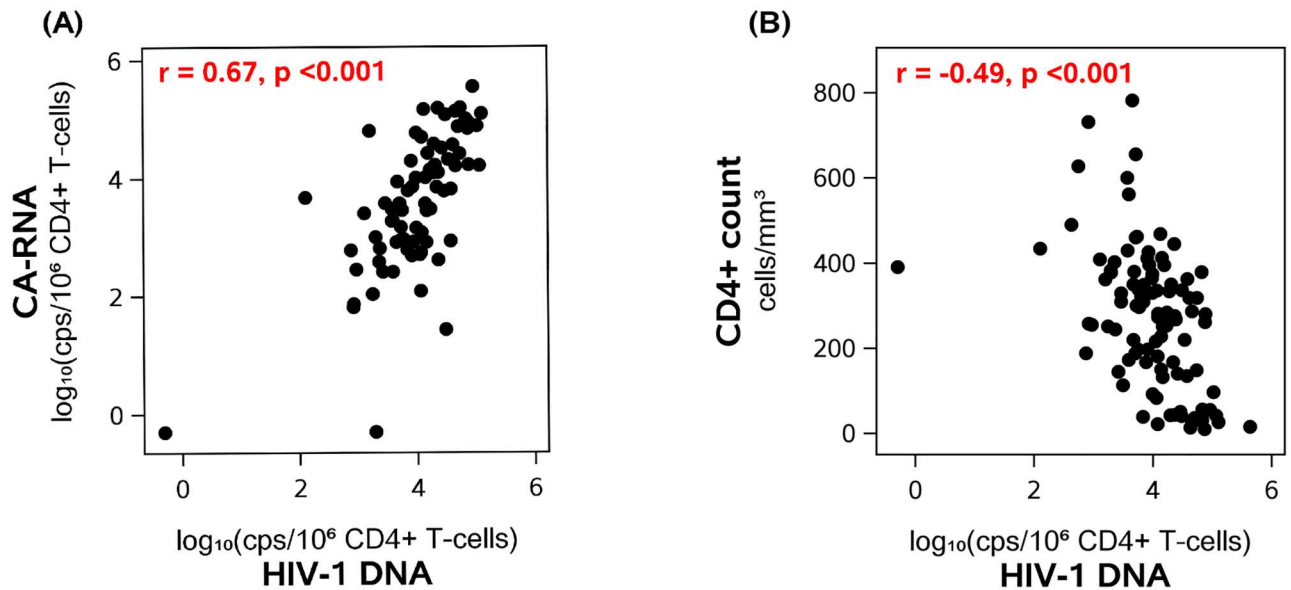 (A)
r = 0.67, p <0.001
CA-RNA
log₁₀(cps/10⁶ CD4+ T-cells)
6
4
2
0
0 2 4 6
log₁₀(cps/10⁶ CD4+ T-cells)
HIV-1 DNA
(B)
r = -0.49, p <0.001
CD4+ count
cells/mm³
800
600
400
200
0
0 2 4 6
log₁₀(cps/10⁶ CD4+ T-cells)
HIV-1 DNA